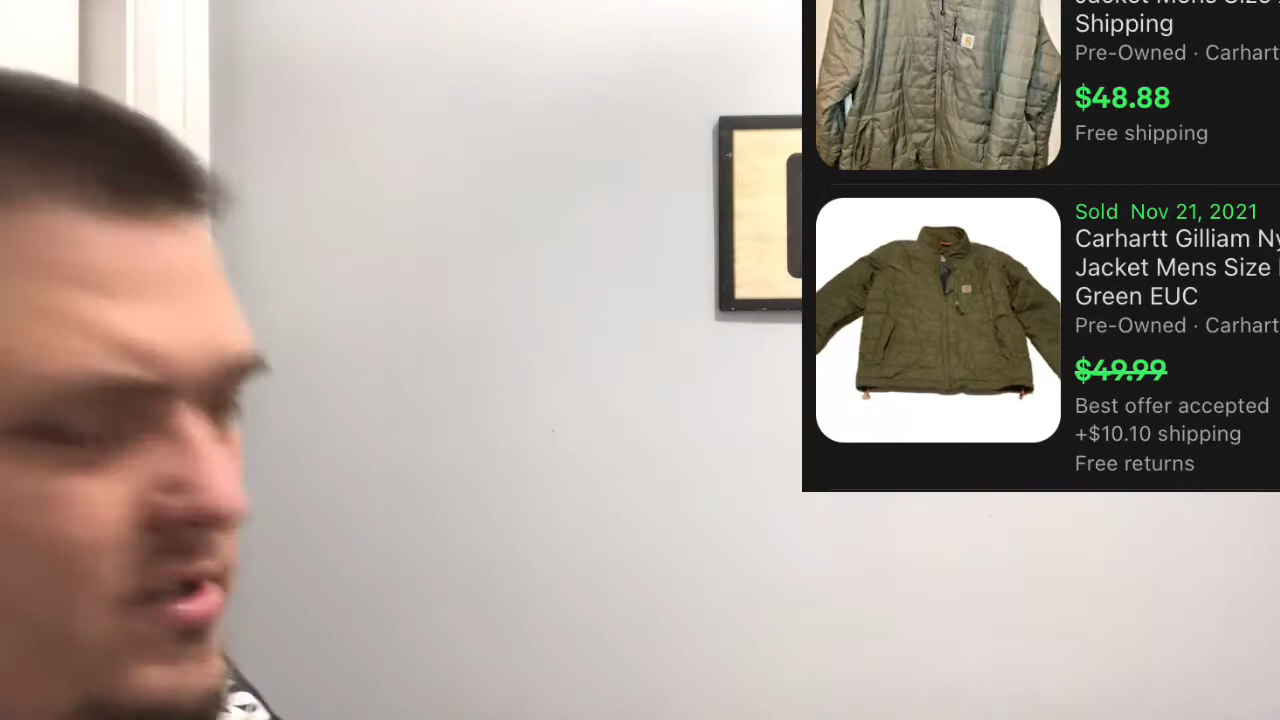 Shipping
Pre-Owned · Carhart
$48.88
Free shipping
Sold Nov 21, 2021
Carhartt Gilliam Ny
Jacket Mens Size
Green EUC
Pre-Owned · Carhart
$49.99
Best offer accepted
+$10.10 shipping
Free returns